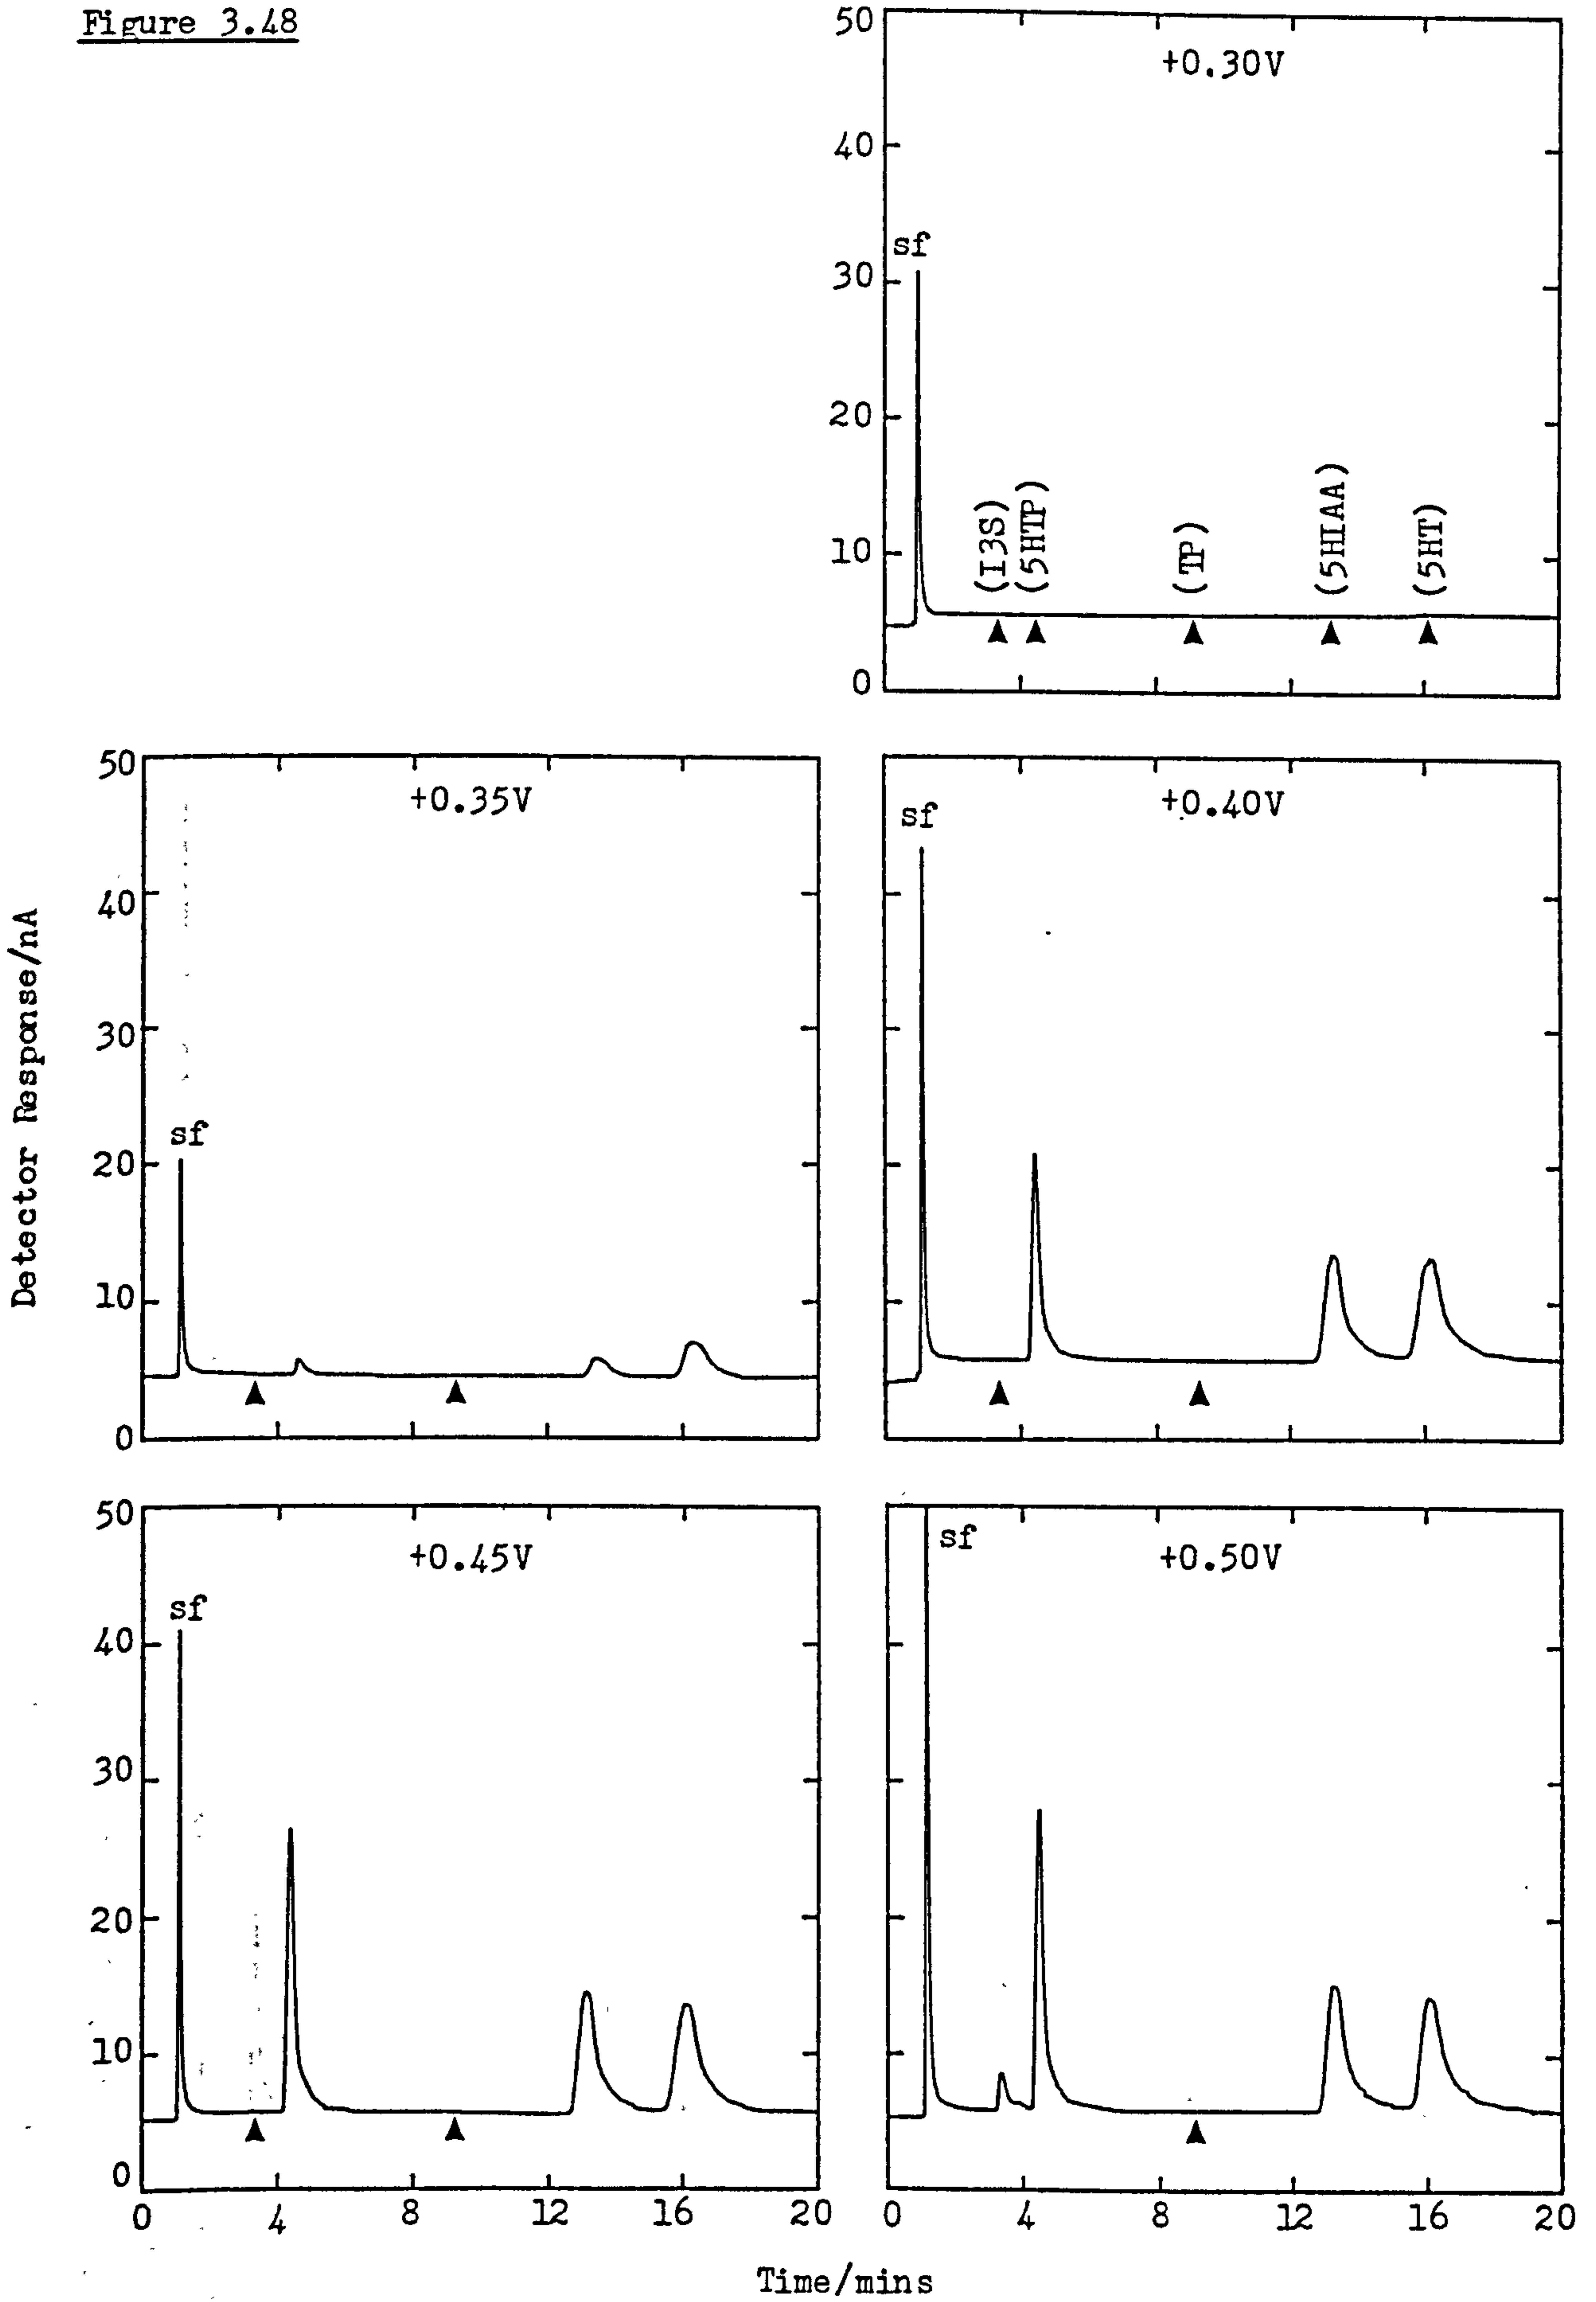 Figure 3.48
+0.30V
50
40
30
20
10
0
sf
(I3S)
(5HTP)
(TP)
(5HIAA)
(5HT)
Detector Response/nA
+0.35V
50
40
30
20
10
0
sf
+0.40V
sf
+0.45V
50
40
30
20
10
0
sf
0 4 8 12 16 20
+0.50V
sf
0 4 8 12 16 20
Time/mins